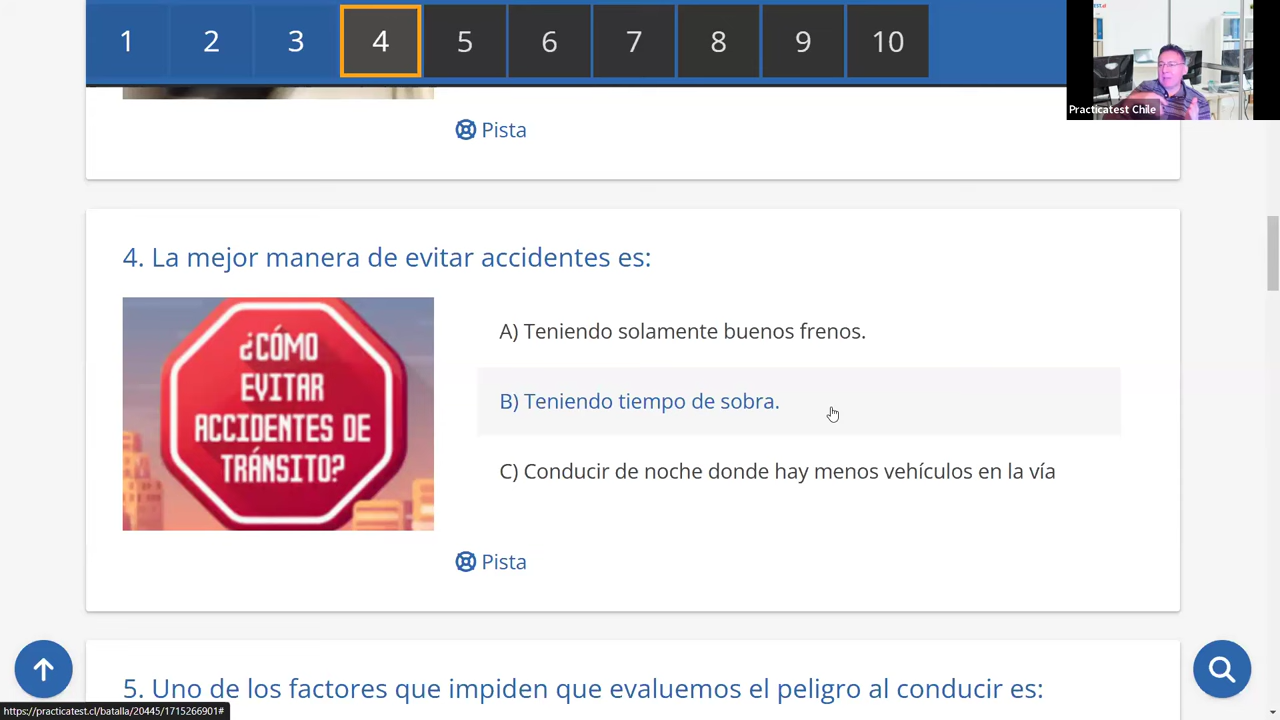 1 2 3 4 5 6 7 8 9 10
Practicatest Chile
Pista
4. La mejor manera de evitar accidentes es:
¿CÓMO
EVITAR
ACCIDENTES DE
TRÁNSITO?
A) Teniendo solamente buenos frenos.
B) Teniendo tiempo de sobra.
C) Conducir de noche donde hay menos vehículos en la vía
Pista
5. Uno de los factores que impiden que evaluemos el peligro al conducir es:
https://practicatest.cl/batalla/20445/1715266901#